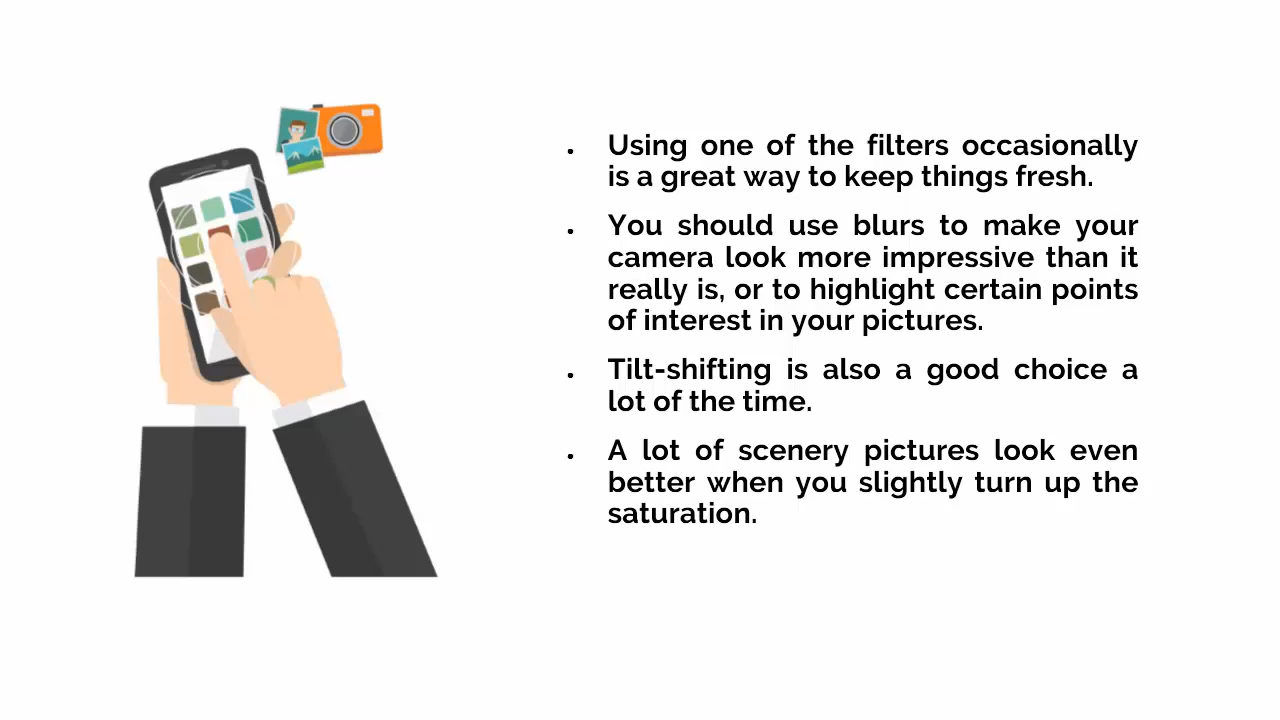 . Using one of the filters occasionally
is a great way to keep things fresh.
. You should use blurs to make your
camera look more impressive than it
really is, or to highlight certain points
of interest in your pictures.
. Tilt-shifting is also a good choice a
lot of the time.
. A lot of scenery pictures look even
better when you slightly turn up the
saturation.